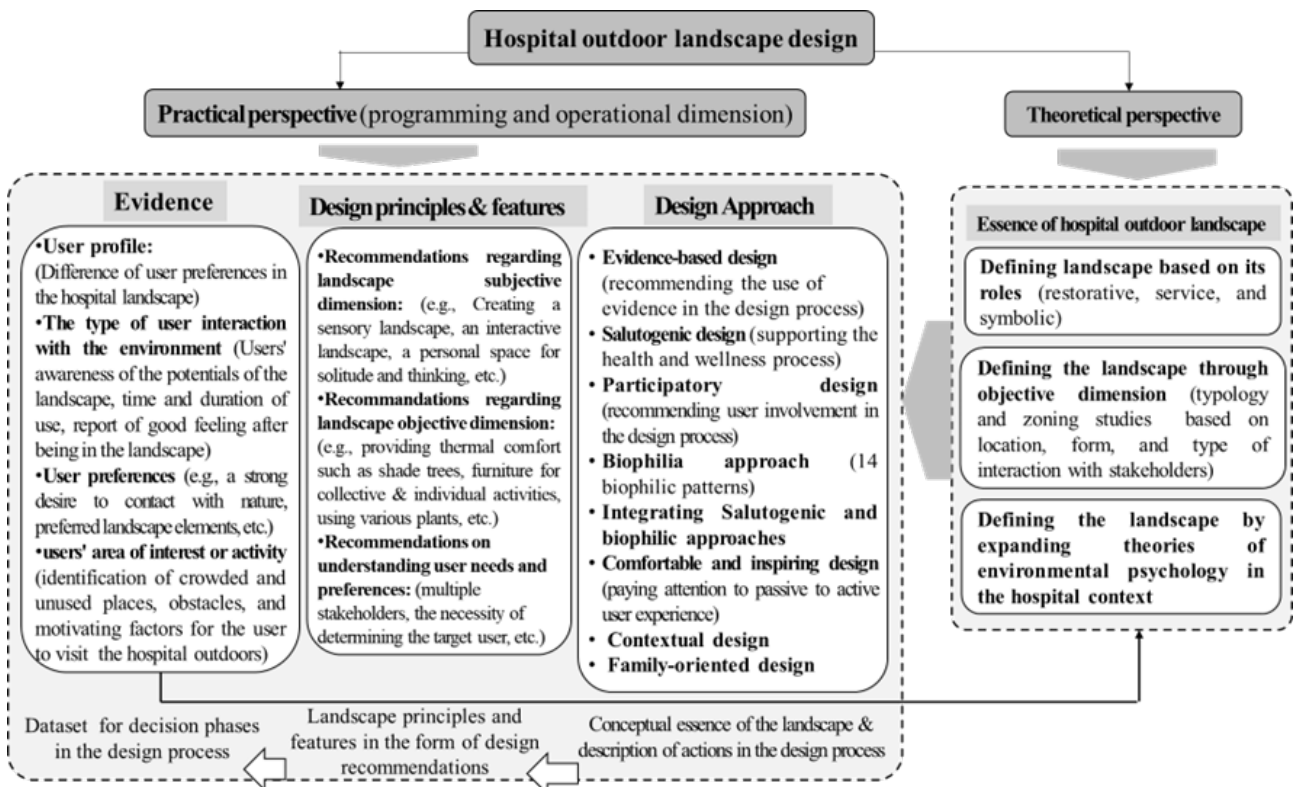 Hospital outdoor landscape design
Practical perspective (programming and operational dimension)
Theoretical perspective
Evidence
•User profile:
(Difference of user preferences in
the hospital landscape)
•The type of user interaction
with the environment (Users'
awareness of the potentials of the
landscape, time and duration of
use, report of good feeling after
being in the landscape)
•User preferences (e.g., a strong
desire to contact with nature,
preferred landscape elements, etc.)
•users' area of interest or activity
(identification of crowded and
unused places, obstacles, and
motivating factors for the user
to visit the hospital outdoors)
Design principles & features
•Recommendations regarding
landscape subjective
dimension: (e.g., Creating a
sensory landscape, an interactive
landscape, a personal space for
solitude and thinking, etc.)
•Recommandations regarding
landscape objective dimension:
(e.g., providing thermal comfort
such as shade trees, furniture for
collective & individual activities,
using various plants, etc.)
•Recommendations on
understanding user needs and
preferences: (multiple
stakeholders, the necessity of
determining the target user, etc.)
Design Approach
• Evidence-based design
(recommending the use of
evidence in the design process)
• Salutogenic design (supporting the
health and wellness process)
• Participatory design
(recommending user involvement in
the design process)
• Biophilia approach (14
biophilic patterns)
• Integrating Salutogenic and
biophilic approaches
• Comfortable and inspiring design
(paying attention to passive to active
user experience)
• Contextual design
• Family-oriented design
Essence of hospital outdoor landscape
Defining landscape based on its
roles (restorative, service, and
symbolic)
Defining the landscape through
objective dimension (typology
and zoning studies based on
location, form, and type of
interaction with stakeholders)
Defining the landscape by
expanding theories of
environmental psychology in
the hospital context
Dataset for decision phases
in the design process
Landscape principles and
features in the form of design
recommendations
Conceptual essence of the landscape &
description of actions in the design process